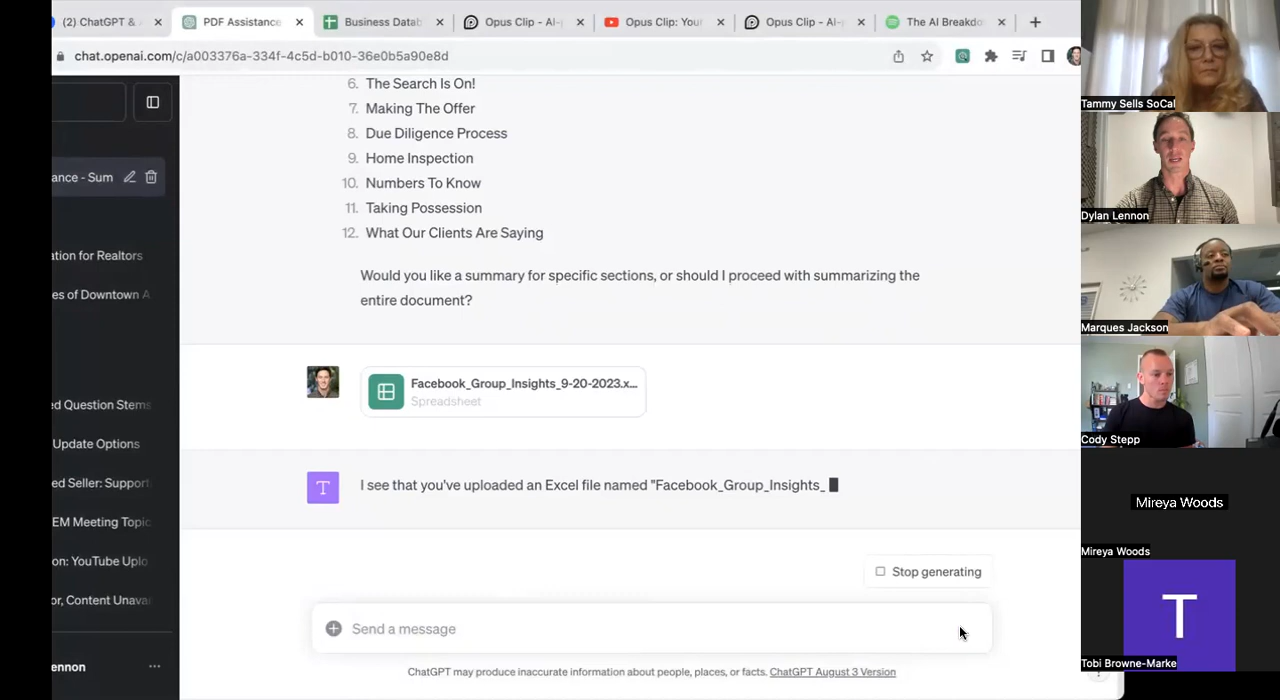 (2) ChatGPT & A
PDF Assistance
Business Datab
Opus Clip - AI-p
Opus Clip: You
Opus Clip - AI-p
The AI Breakdo
chat.openai.com/c/a003376a-334f-4c5d-b010-36e0b5a90e8d
6. The Search Is On!
7. Making The Offer
8. Due Diligence Process
9. Home Inspection
10. Numbers To Know
11. Taking Possession
12. What Our Clients Are Saying
Would you like a summary for specific sections, or should I proceed with summarizing the
entire document?
Facebook_Group_Insights_9-20-2023.x...
Spreadsheet
T
I see that you've uploaded an Excel file named "Facebook_Group_Insights_
Stop generating
Send a message
ChatGPT may produce inaccurate information about people, places, or facts. ChatGPT August 3 Version
ance - Sum
ation for Realtors
es of Downtown A
ed Question Stems
Update Options
ed Seller: Support
EM Meeting Topic
on: YouTube Uplo
or, Content Unava
ennon
Tammy Sells SoCal
Dylan Lennon
Marques Jackson
Cody Stepp
Mireya Woods
Mireya Woods
T
Tobi Browne-Marke